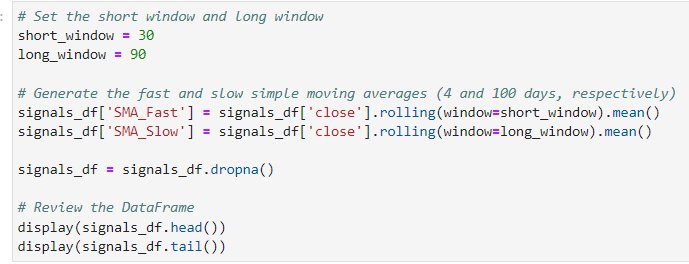 # Set the short window and long window
short_window = 30
long_window = 90
# Generate the fast and slow simple moving averages (4 and 100 days, respectively)
signals_df['SMA_Fast'] = signals_df['close'].rolling(window=short_window).mean()
signals_df['SMA_Slow'] = signals_df['close'].rolling(window=long_window).mean()
signals_df = signals_df.dropna()
# Review the DataFrame
display(signals_df.head())
display(signals_df.tail())